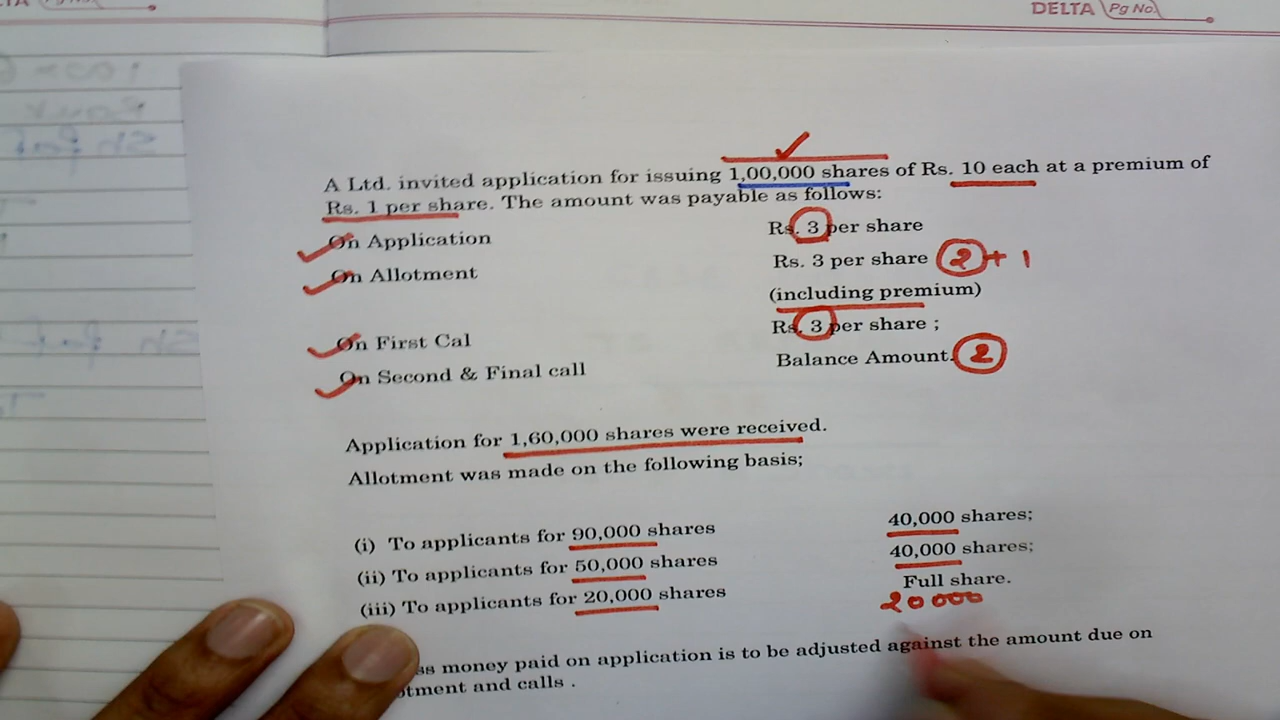 DELTA Pg No.
A Ltd. invited application for issuing 1,00,000 shares of Rs. 10 each at a premium of
Rs. 1 per share. The amount was payable as follows:
On Application Rs. 3 per share
On Allotment Rs. 3 per share 2 + 1
(including premium)
On First Cal Rs. 3 per share ;
On Second & Final call Balance Amount. 2
Application for 1,60,000 shares were received.
Allotment was made on the following basis;
(i) To applicants for 90,000 shares 40,000 shares;
(ii) To applicants for 50,000 shares 40,000 shares;
(iii) To applicants for 20,000 shares Full share.
20000
money paid on application is to be adjusted against the amount due on
and calls .